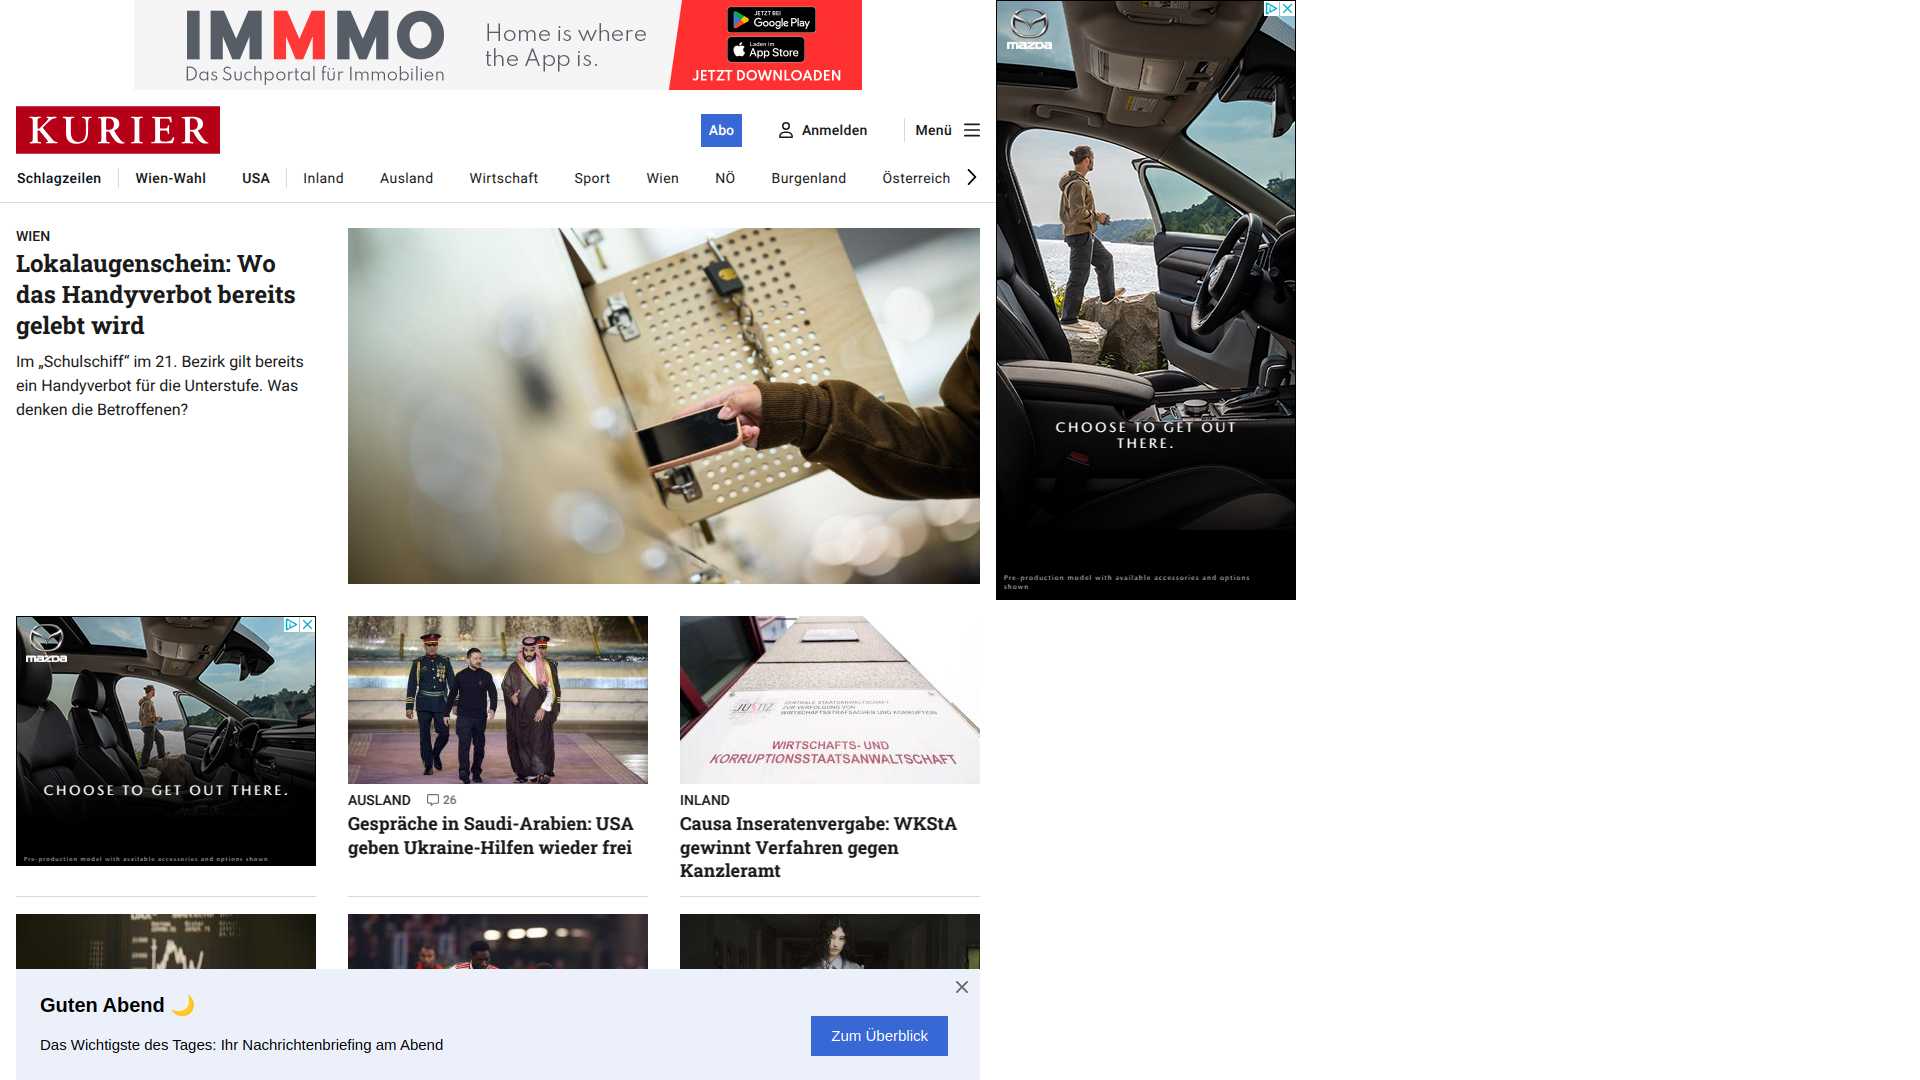 IMMMO
Das Suchportal für Immobilien
Home is where
the App is.
JETZT BEI
Google Play
Laden im
App Store
JETZT DOWNLOADEN
KURIER
Abo
Anmelden
Menü
Schlagzeilen
Wien-Wahl
USA
Inland
Ausland
Wirtschaft
Sport
Wien
NÖ
Burgenland
Österreich
WIEN
Lokalaugenschein: Wo
das Handyverbot bereits
gelebt wird
Im „Schulschiff“ im 21. Bezirk gilt bereits
ein Handyverbot für die Unterstufe. Was
denken die Betroffenen?
mazda
CHOOSE TO GET OUT
THERE.
Pre-production model with available accessories and options
shown
mazda
CHOOSE TO GET OUT THERE.
Pre-production model with available accessories and options shown
AUSLAND
26
Gespräche in Saudi-Arabien: USA
geben Ukraine-Hilfen wieder frei
JUSTIZ
ZENTRALE STAATSANWALTSCHAFT
ZUR VERFOLGUNG VON
WIRTSCHAFTSSTRAFSACHEN UND KORRUPTION
WIRTSCHAFTS- UND
KORRUPTIONSSTAATSANWALTSCHAFT
INLAND
Causa Inseratenvergabe: WKStA
gewinnt Verfahren gegen
Kanzleramt
Guten Abend 🌙
Das Wichtigste des Tages: Ihr Nachrichtenbriefing am Abend
Zum Überblick